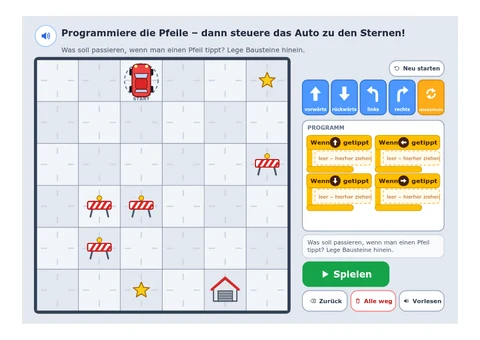 Programmiere die Pfeile – dann steuere das Auto zu den Sternen!
Was soll passieren, wenn man einen Pfeil tippt? Lege Bausteine hinein.
Neu starten
START
vorwärts
rückwärts
links
rechts
PROGRAMM
Wenn getippt
leer – hierher ziehen
Wenn getippt
leer – hierher ziehen
Wenn getippt
leer – hierher ziehen
Wenn getippt
leer – hierher ziehen
Was soll passieren, wenn man einen Pfeil
tippt? Lege Bausteine hinein.
Spielen
Zurück
Alle weg
Vorlesen